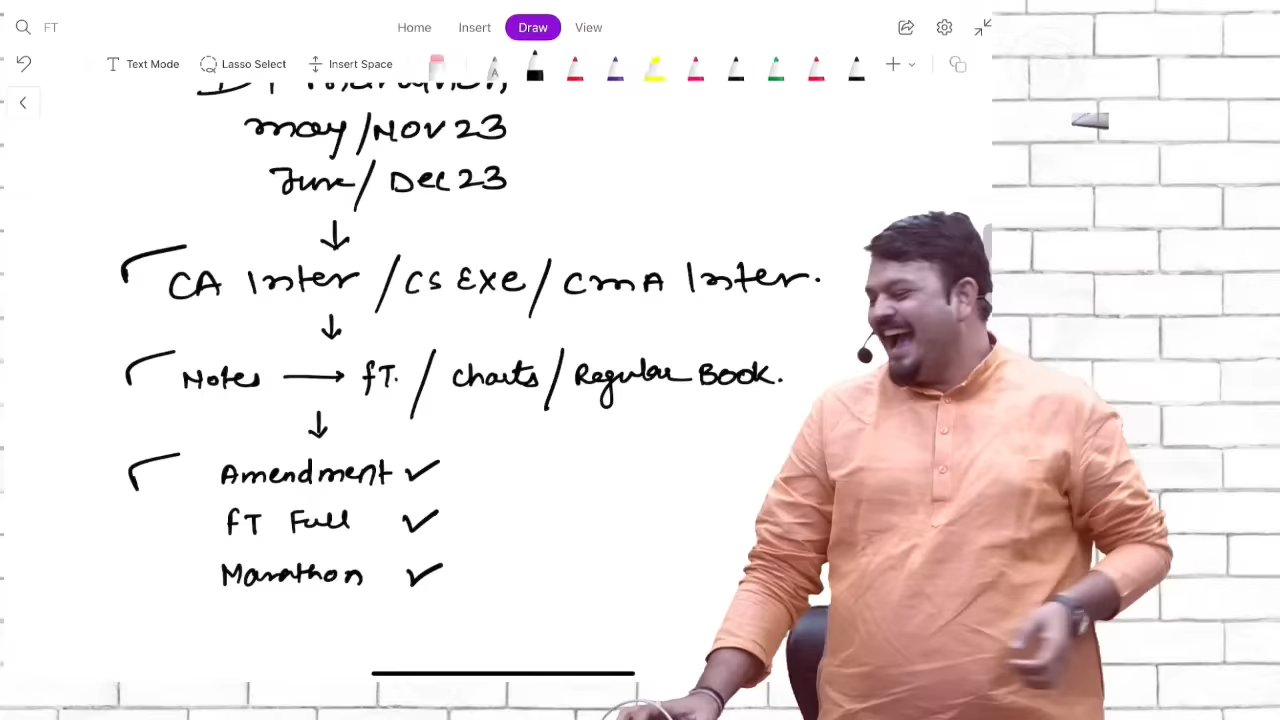 FT
Home Insert Draw View
Text Mode Lasso Select Insert Space
May/Nov 23
June/Dec 23
CA Inter/CS EXE/CMA Inter.
Notes → FT. / Charts/Regular Book.
Amendment ✓
FT Full ✓
Marathon ✓